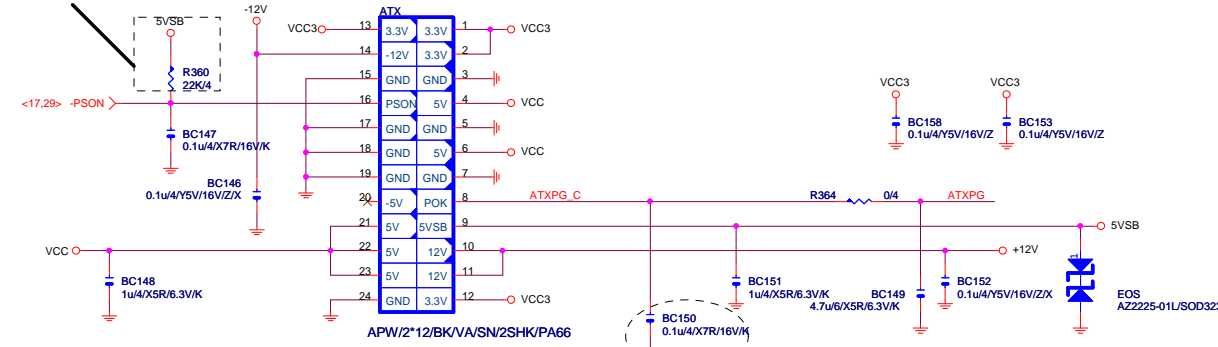 5VSB
-12V
R360
22K/4
<17,29> -PSON
BC147
0.1u/4/X7R/16V/K
BC146
0.1u/4/Y5V/16V/Z/X
VCC
BC148
1u/4/X5R/6.3V/K
ATX
VCC3 13 3.3V 3.3V 1 VCC3
14 -12V 3.3V 2
15 GND GND 3
16 PSON 5V 4 VCC
17 GND GND 5
18 GND 5V 6 VCC
19 GND GND 7
20 -5V POK 8 ATXPG_C R364 0/4 ATXPG
21 5V 5VSB 9 5VSB
22 5V 12V 10 +12V
23 5V 12V 11
24 GND 3.3V 12 VCC3
APW/2*12/BK/VA/SN/2SHK/PA66
VCC3 VCC3
BC158
0.1u/4/Y5V/16V/Z
BC153
0.1u/4/Y5V/16V/Z
BC151
1u/4/X5R/6.3V/K
BC149
4.7u/6/X5R/6.3V/K
BC152
0.1u/4/Y5V/16V/Z/X
1
EOS
AZ2225-01L/SOD323
BC150
0.1u/4/X7R/16V/K